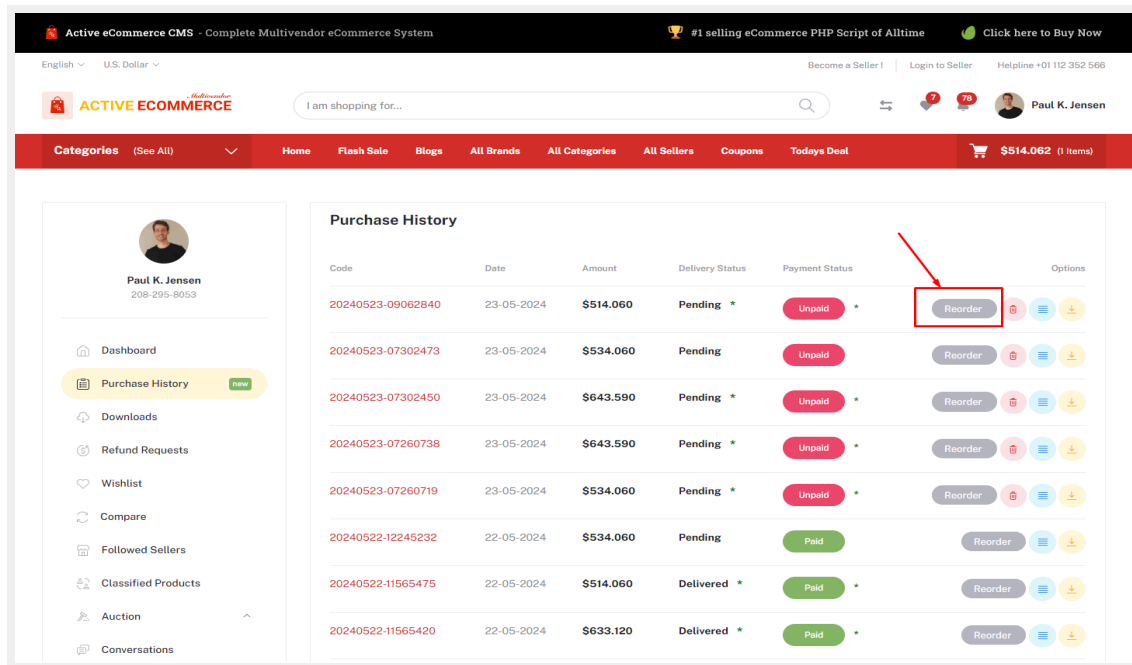 Active eCommerce CMS - Complete Multivendor eCommerce System #1 selling eCommerce PHP Script of Alltime Click here to Buy Now
English U.S. Dollar Become a Seller ! Login to Seller Helpline +01 112 352 566
Multivendor
ACTIVE ECOMMERCE I am shopping for... 7 78 Paul K. Jensen
Categories (See All) Home Flash Sale Blogs All Brands All Categories All Sellers Coupons Todays Deal $514.062 (1 Items)
Paul K. Jensen
208-295-8053
Dashboard
Purchase History new
Downloads
Refund Requests
Wishlist
Compare
Followed Sellers
Classified Products
Auction
Conversations
Purchase History
Code Date Amount Delivery Status Payment Status Options
20240523-09062840 23-05-2024 $514.060 Pending * Unpaid * Reorder
20240523-07302473 23-05-2024 $534.060 Pending Unpaid Reorder
20240523-07302450 23-05-2024 $643.590 Pending * Unpaid * Reorder
20240523-07260738 23-05-2024 $643.590 Pending * Unpaid * Reorder
20240523-07260719 23-05-2024 $534.060 Pending * Unpaid * Reorder
20240522-12245232 22-05-2024 $534.060 Pending Paid Reorder
20240522-11565475 22-05-2024 $514.060 Delivered * Paid * Reorder
20240522-11565420 22-05-2024 $633.120 Delivered * Paid * Reorder